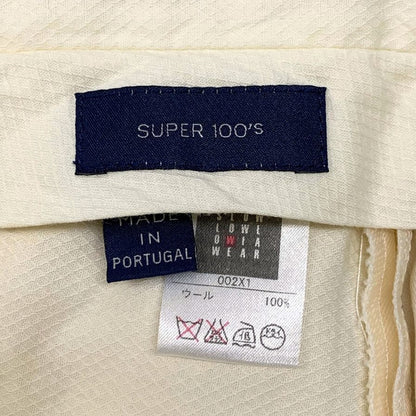 SUPER 100's
MADE
IN
PORTUGAL
SLOW
LOWL
OWIA
WEAR
002X1
ウール 100%